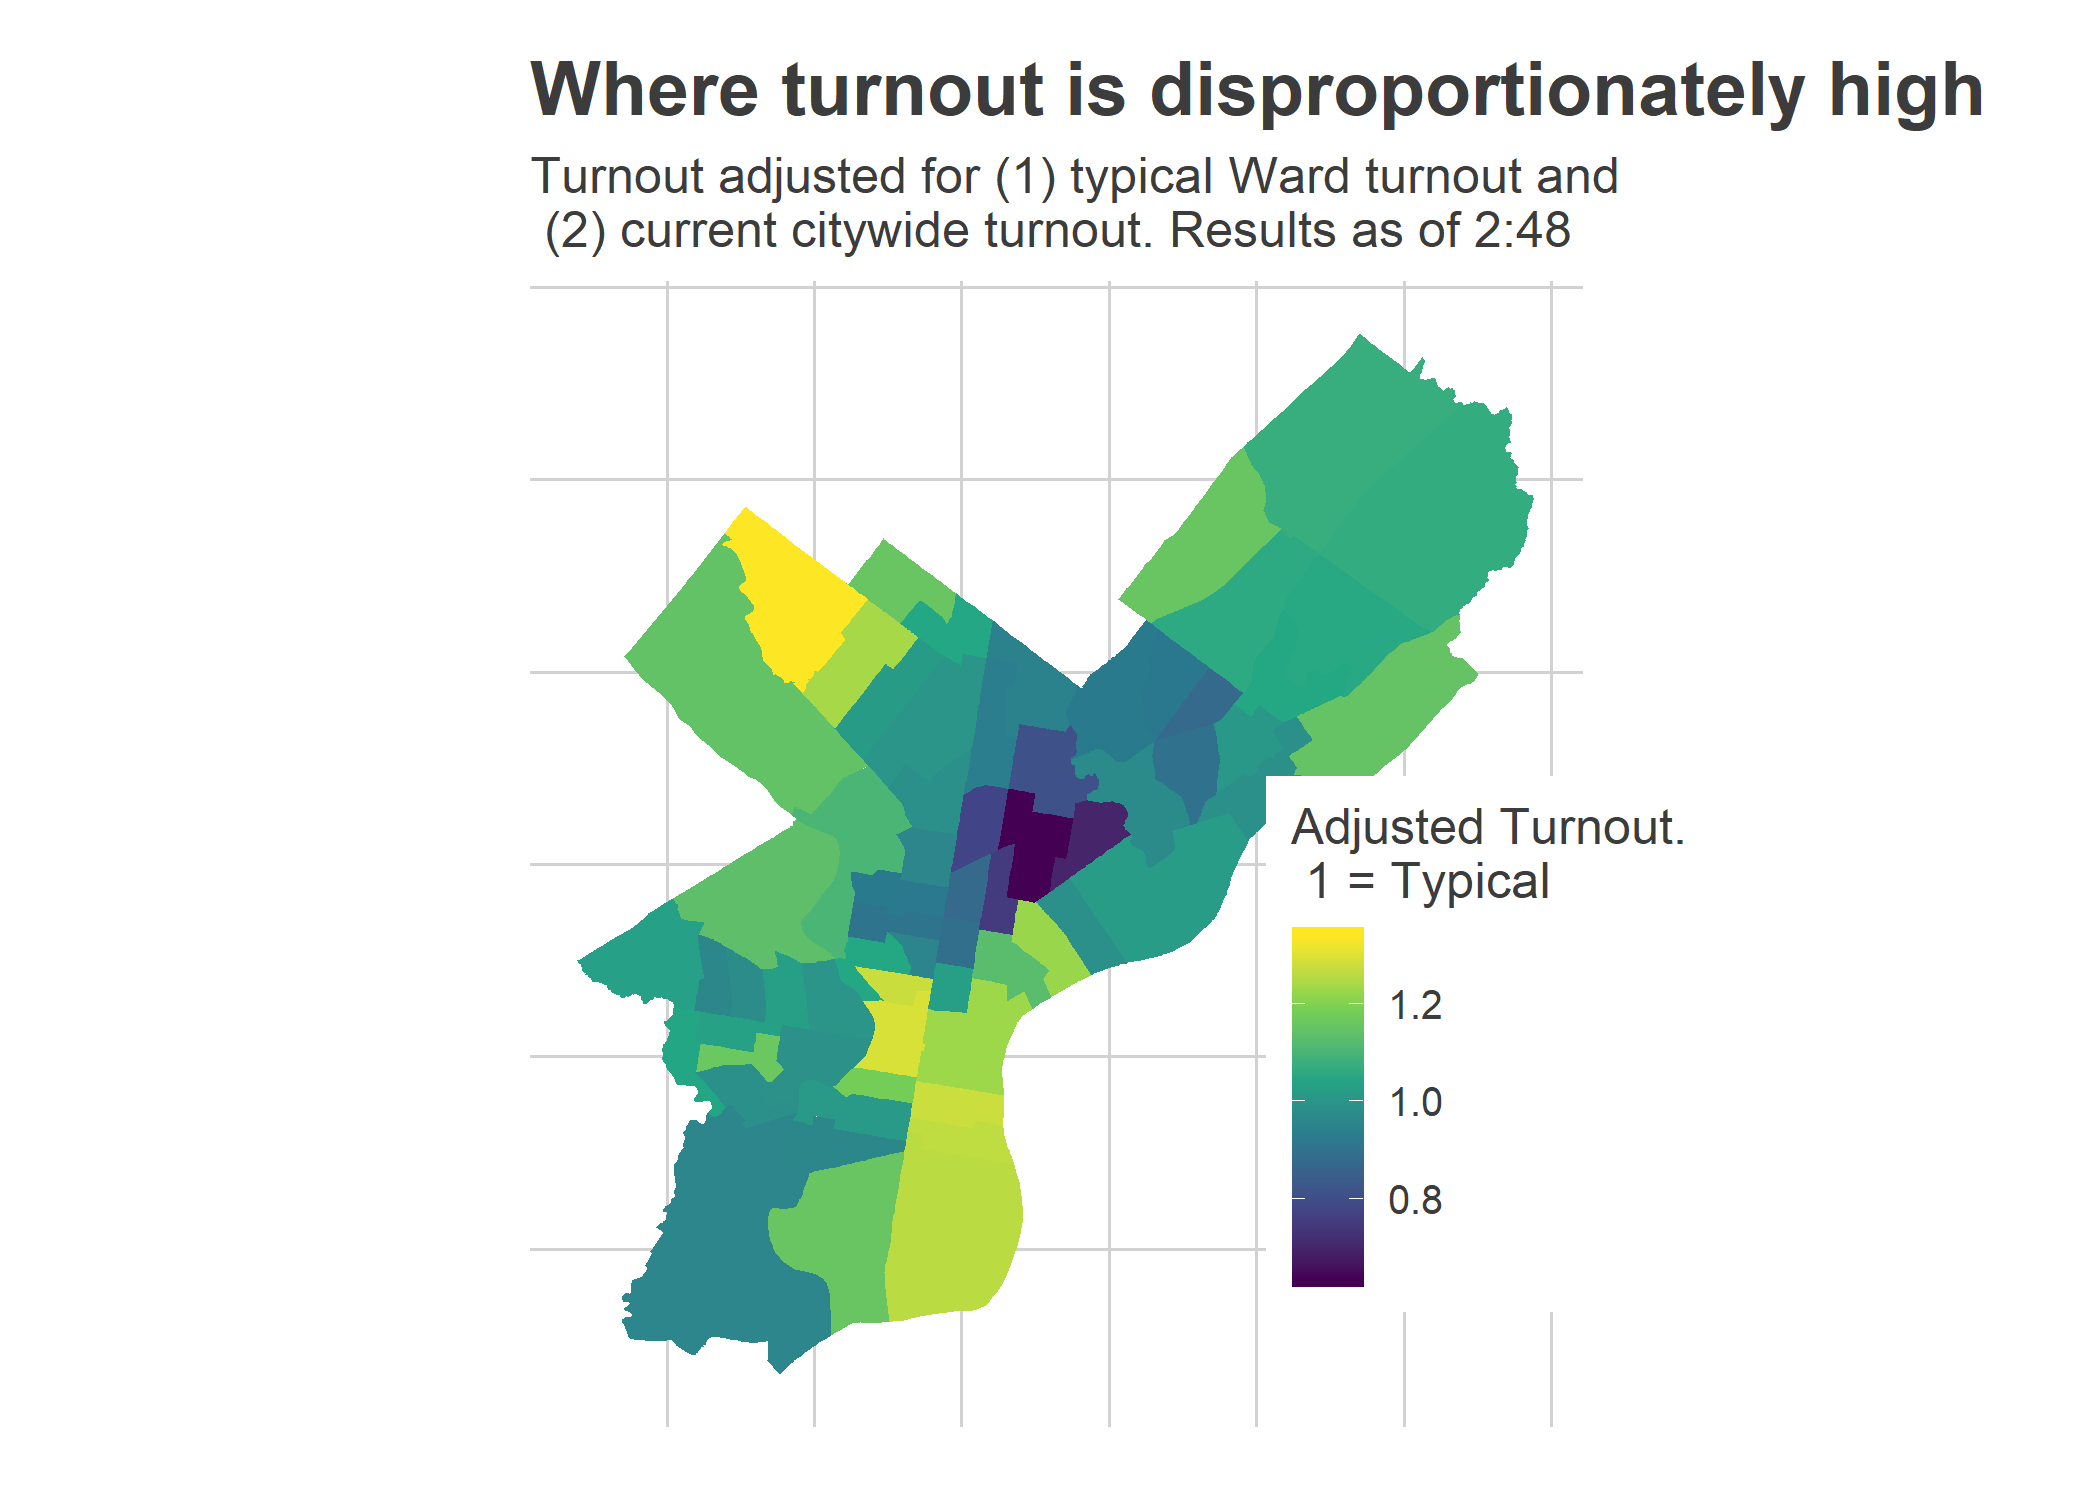 Where turnout is disproportionately high
Turnout adjusted for (1) typical Ward turnout and
(2) current citywide turnout. Results as of 2:48
Adjusted Turnout.
1 = Typical
1.2
1.0
0.8